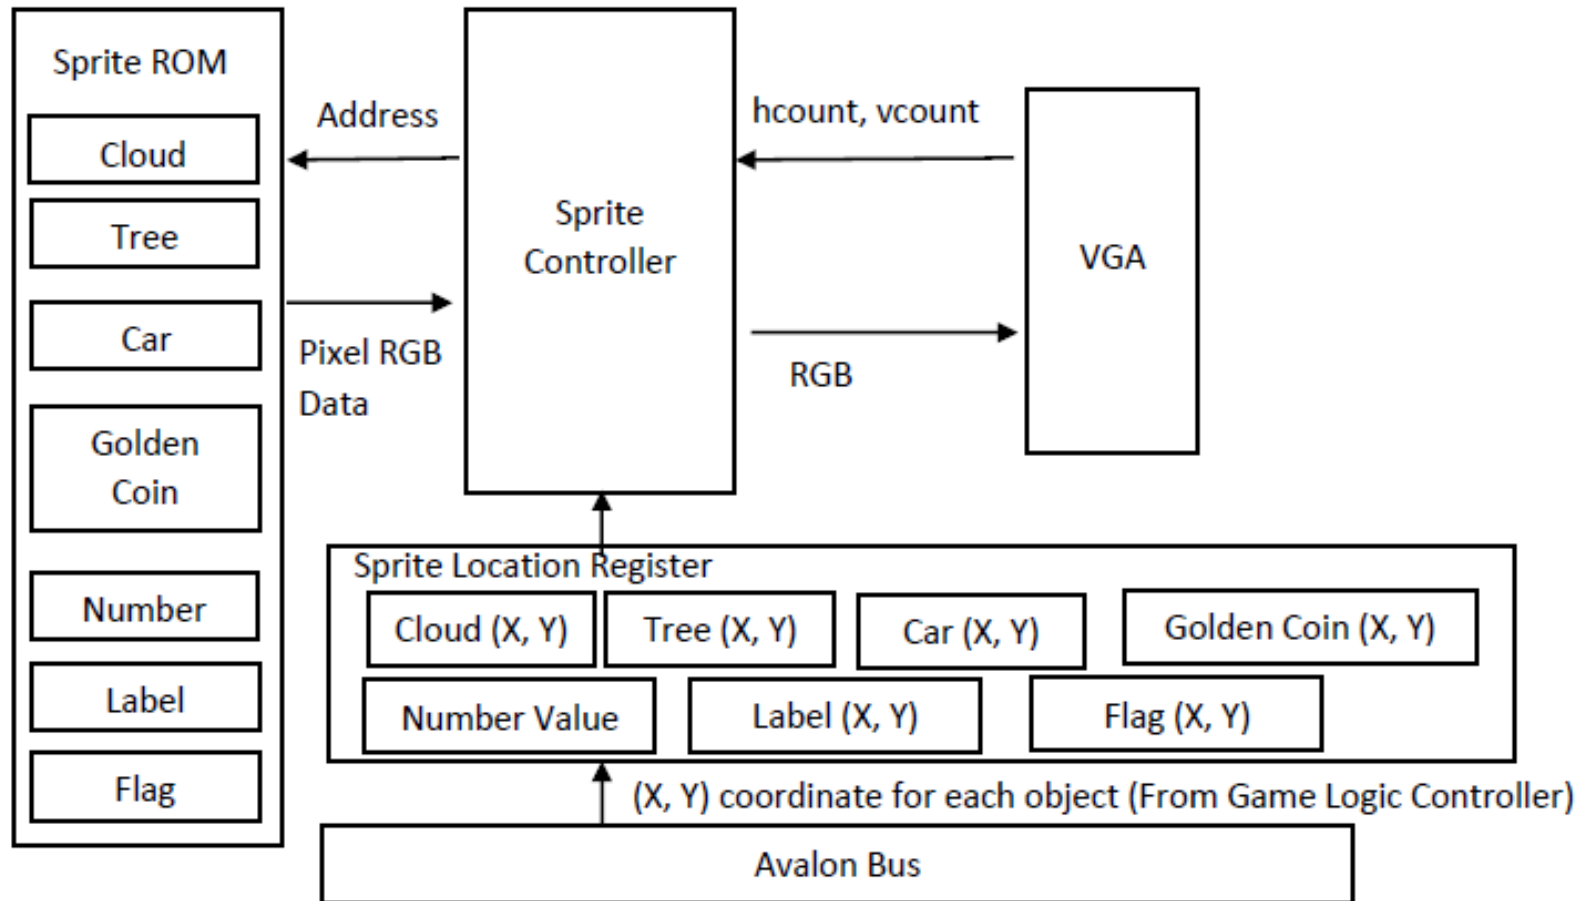 Sprite ROM
Cloud
Tree
Car
Golden
Coin
Number
Label
Flag
Address
Pixel RGB
Data
Sprite
Controller
hcount, vcount
RGB
VGA
Sprite Location Register
Cloud (X, Y)
Tree (X, Y)
Car (X, Y)
Golden Coin (X, Y)
Number Value
Label (X, Y)
Flag (X, Y)
(X, Y) coordinate for each object (From Game Logic Controller)
Avalon Bus